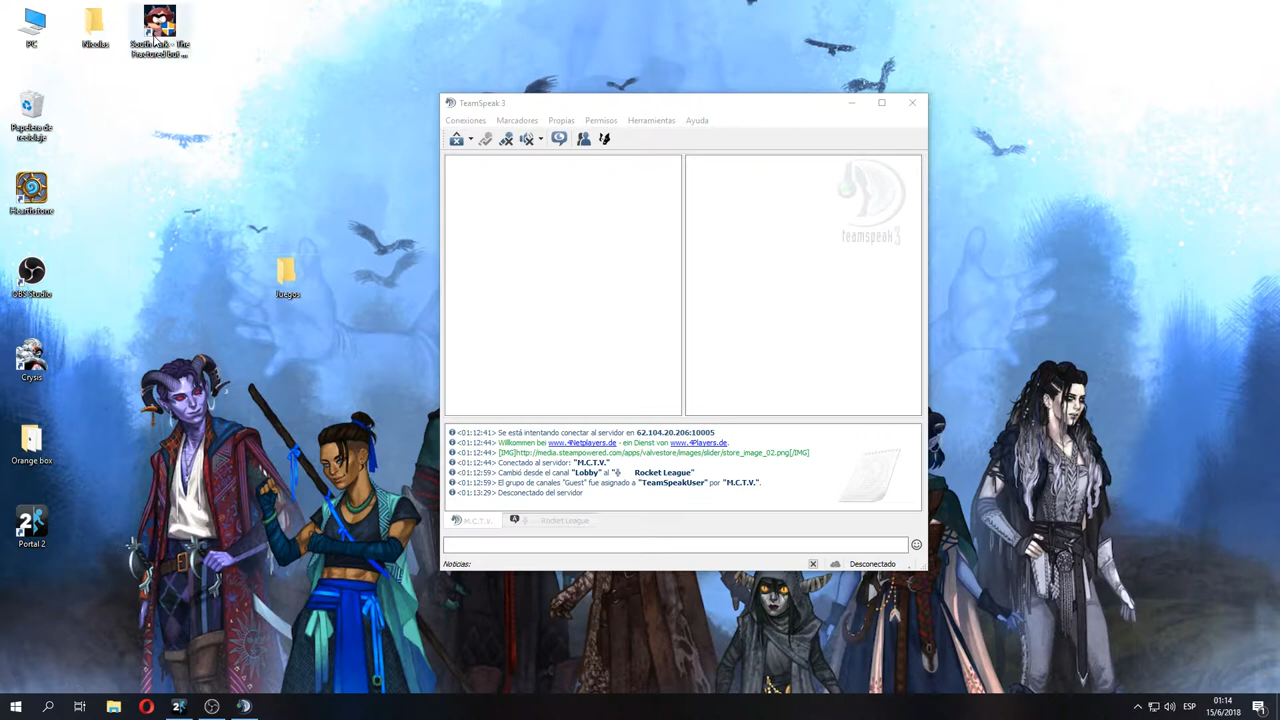 PC
Nicolas
South Park - The
Fractured but ...
Papelera de
reciclaje
Hearthstone
OBS Studio
Crysis
Orange box
Portal 2
Juegos
TeamSpeak 3
Conexiones Marcadores Propias Permisos Herramientas Ayuda
teamspeak3
<01:12:41> Se está intentando conectar al servidor en 62.104.20.206:10005
<01:12:44> Willkommen bei www.4Netplayers.de - ein Dienst von www.4Players.de.
<01:12:44> [IMG]http://media.steampowered.com/apps/valvestore/images/slider/store_image_02.png[/IMG]
<01:12:44> Conectado al servidor: "M.C.T.V."
<01:12:59> Cambió desde el canal "Lobby" al "╬ Rocket League"
<01:12:59> El grupo de canales "Guest" fue asignado a "TeamSpeakUser" por "M.C.T.V.".
<01:13:29> Desconectado del servidor
M.C.T.V. Rocket League
Noticias: Desconectado
ESP
01:14
15/6/2018
1